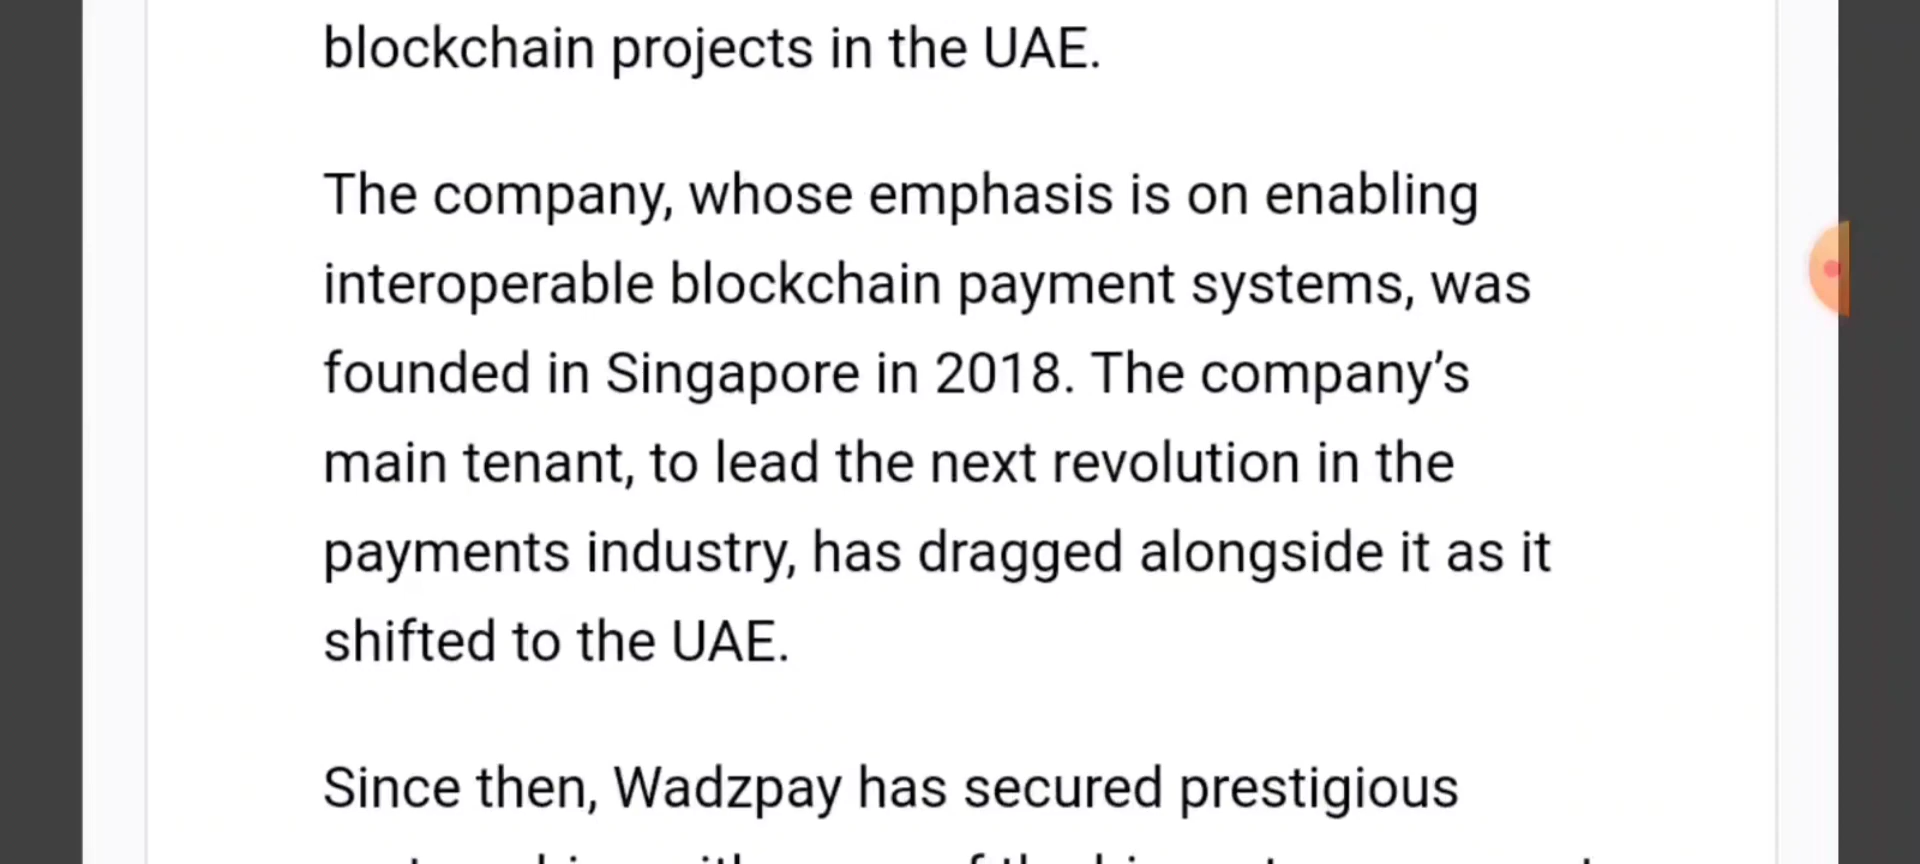 blockchain projects in the UAE.
The company, whose emphasis is on enabling
interoperable blockchain payment systems, was
founded in Singapore in 2018. The company’s
main tenant, to lead the next revolution in the
payments industry, has dragged alongside it as it
shifted to the UAE.
Since then, Wadzpay has secured prestigious